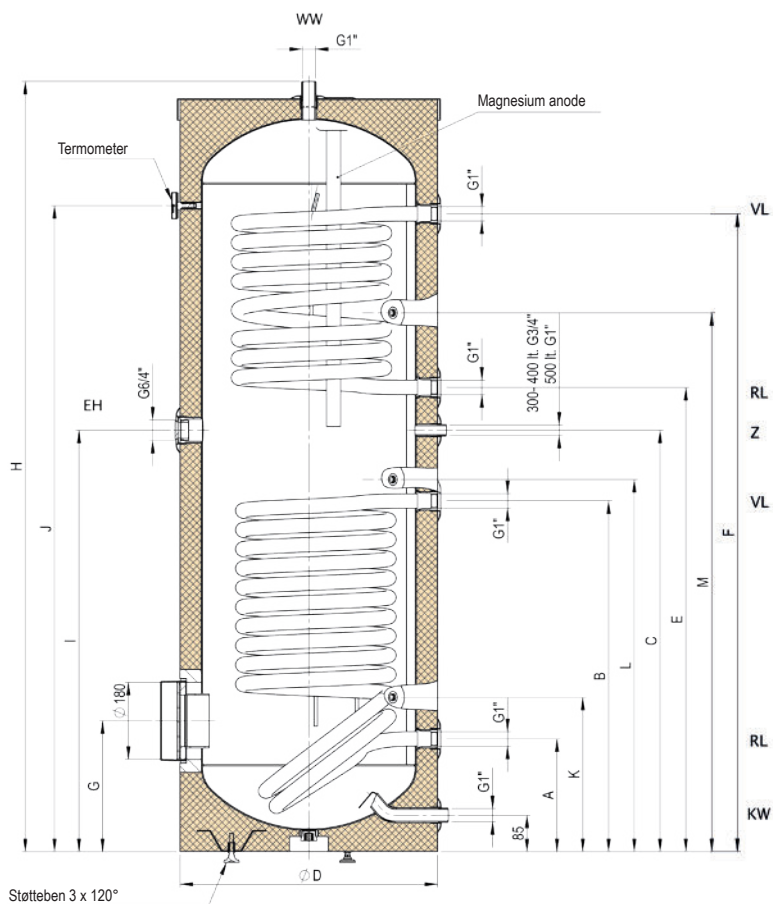 WW
G1"
Magnesium anode
Termometer
G1"
VL
300- 400 lt. G3/4"
500 lt. G1"
G1"
RL
G6/4"
EH
Z
H
J
VL
G1"
F
M
E
C
I
L
B
Ø 180
G1"
RL
K
A
G
G1"
KW
85
Ø D
Støtteben 3 x 120°